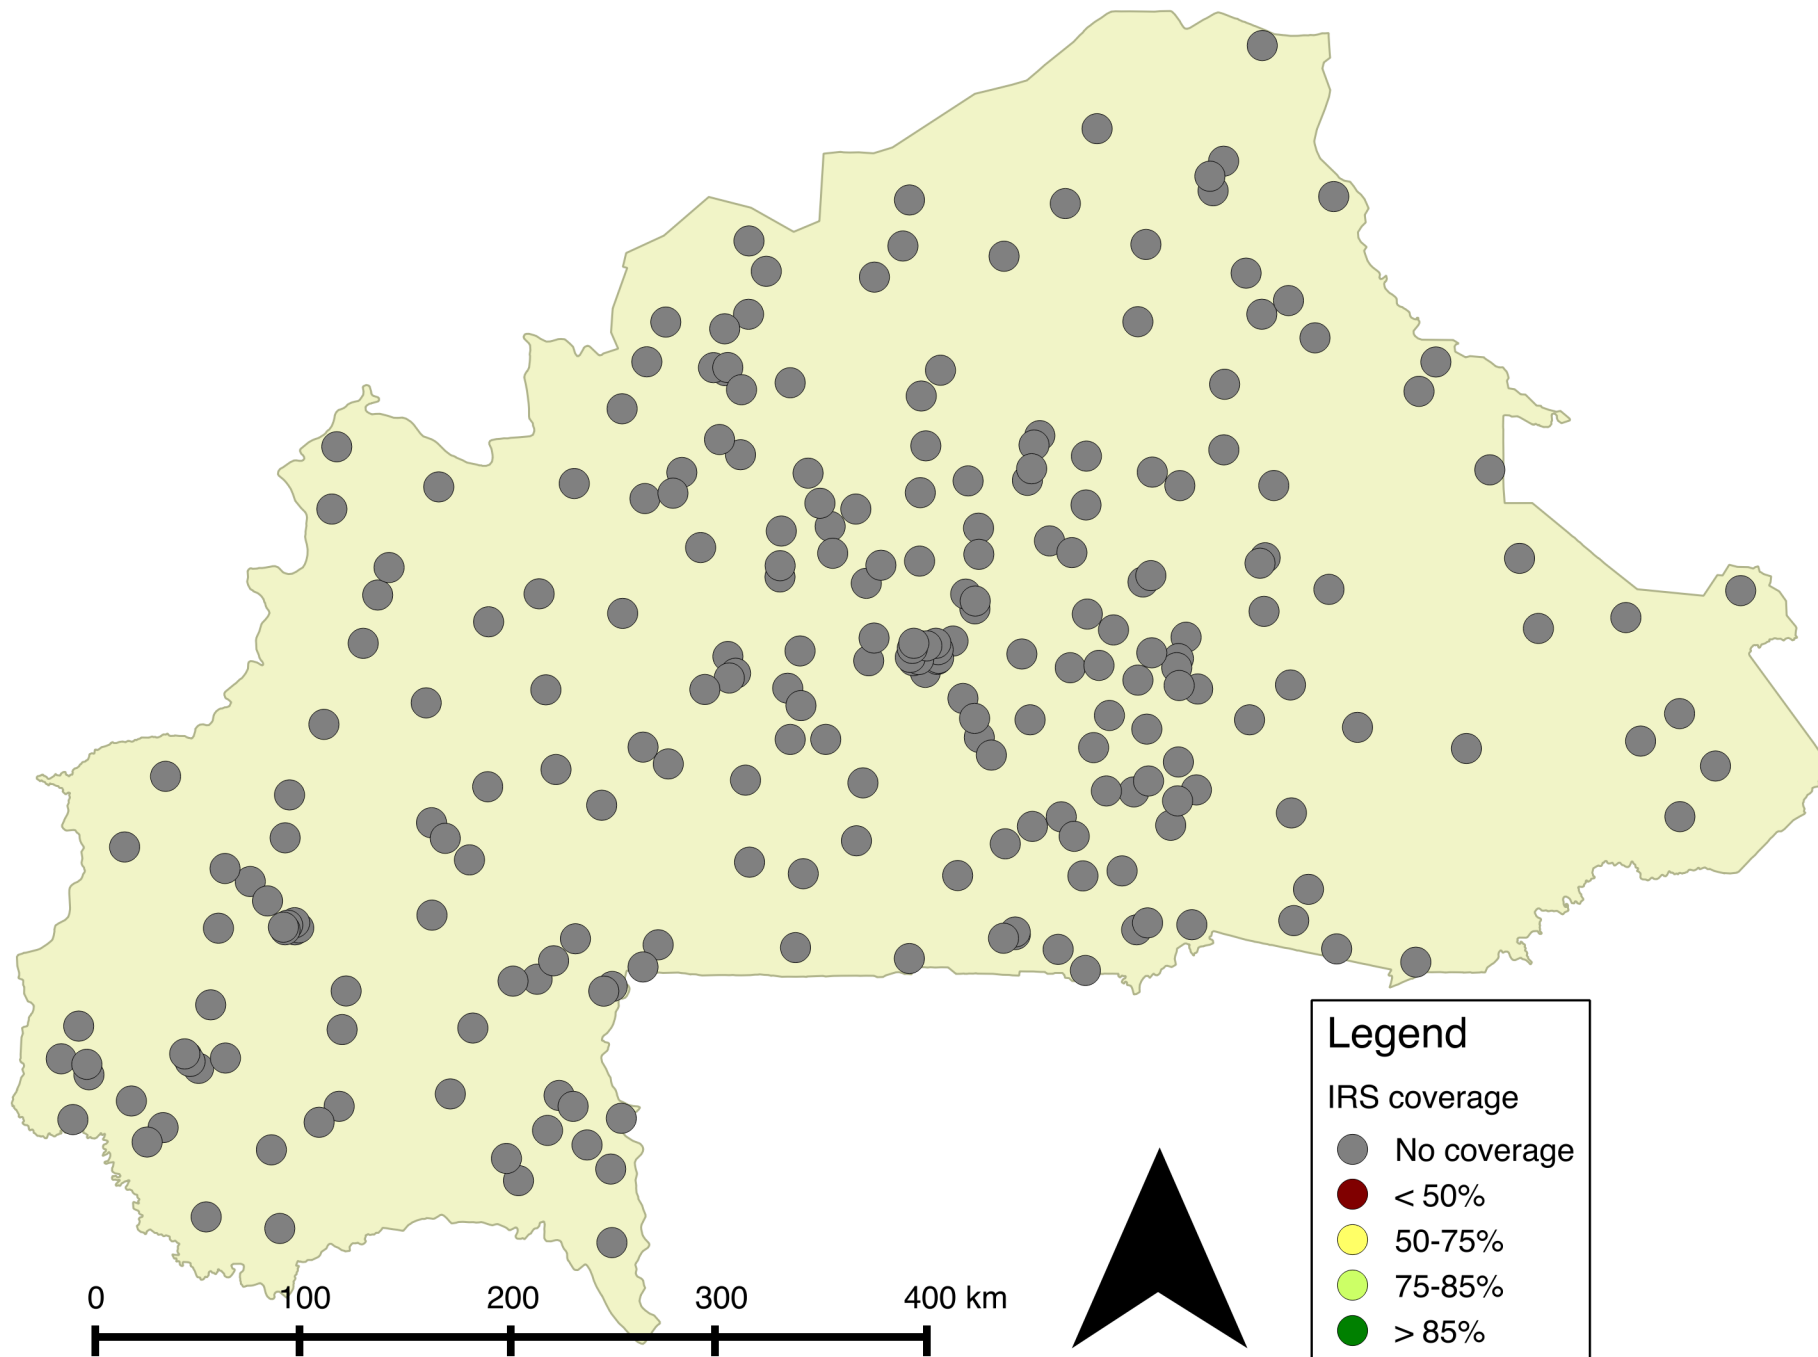 Legend
IRS coverage
No coverage
< 50%
50-75%
75-85%
> 85%
0 100 200 300 400 km